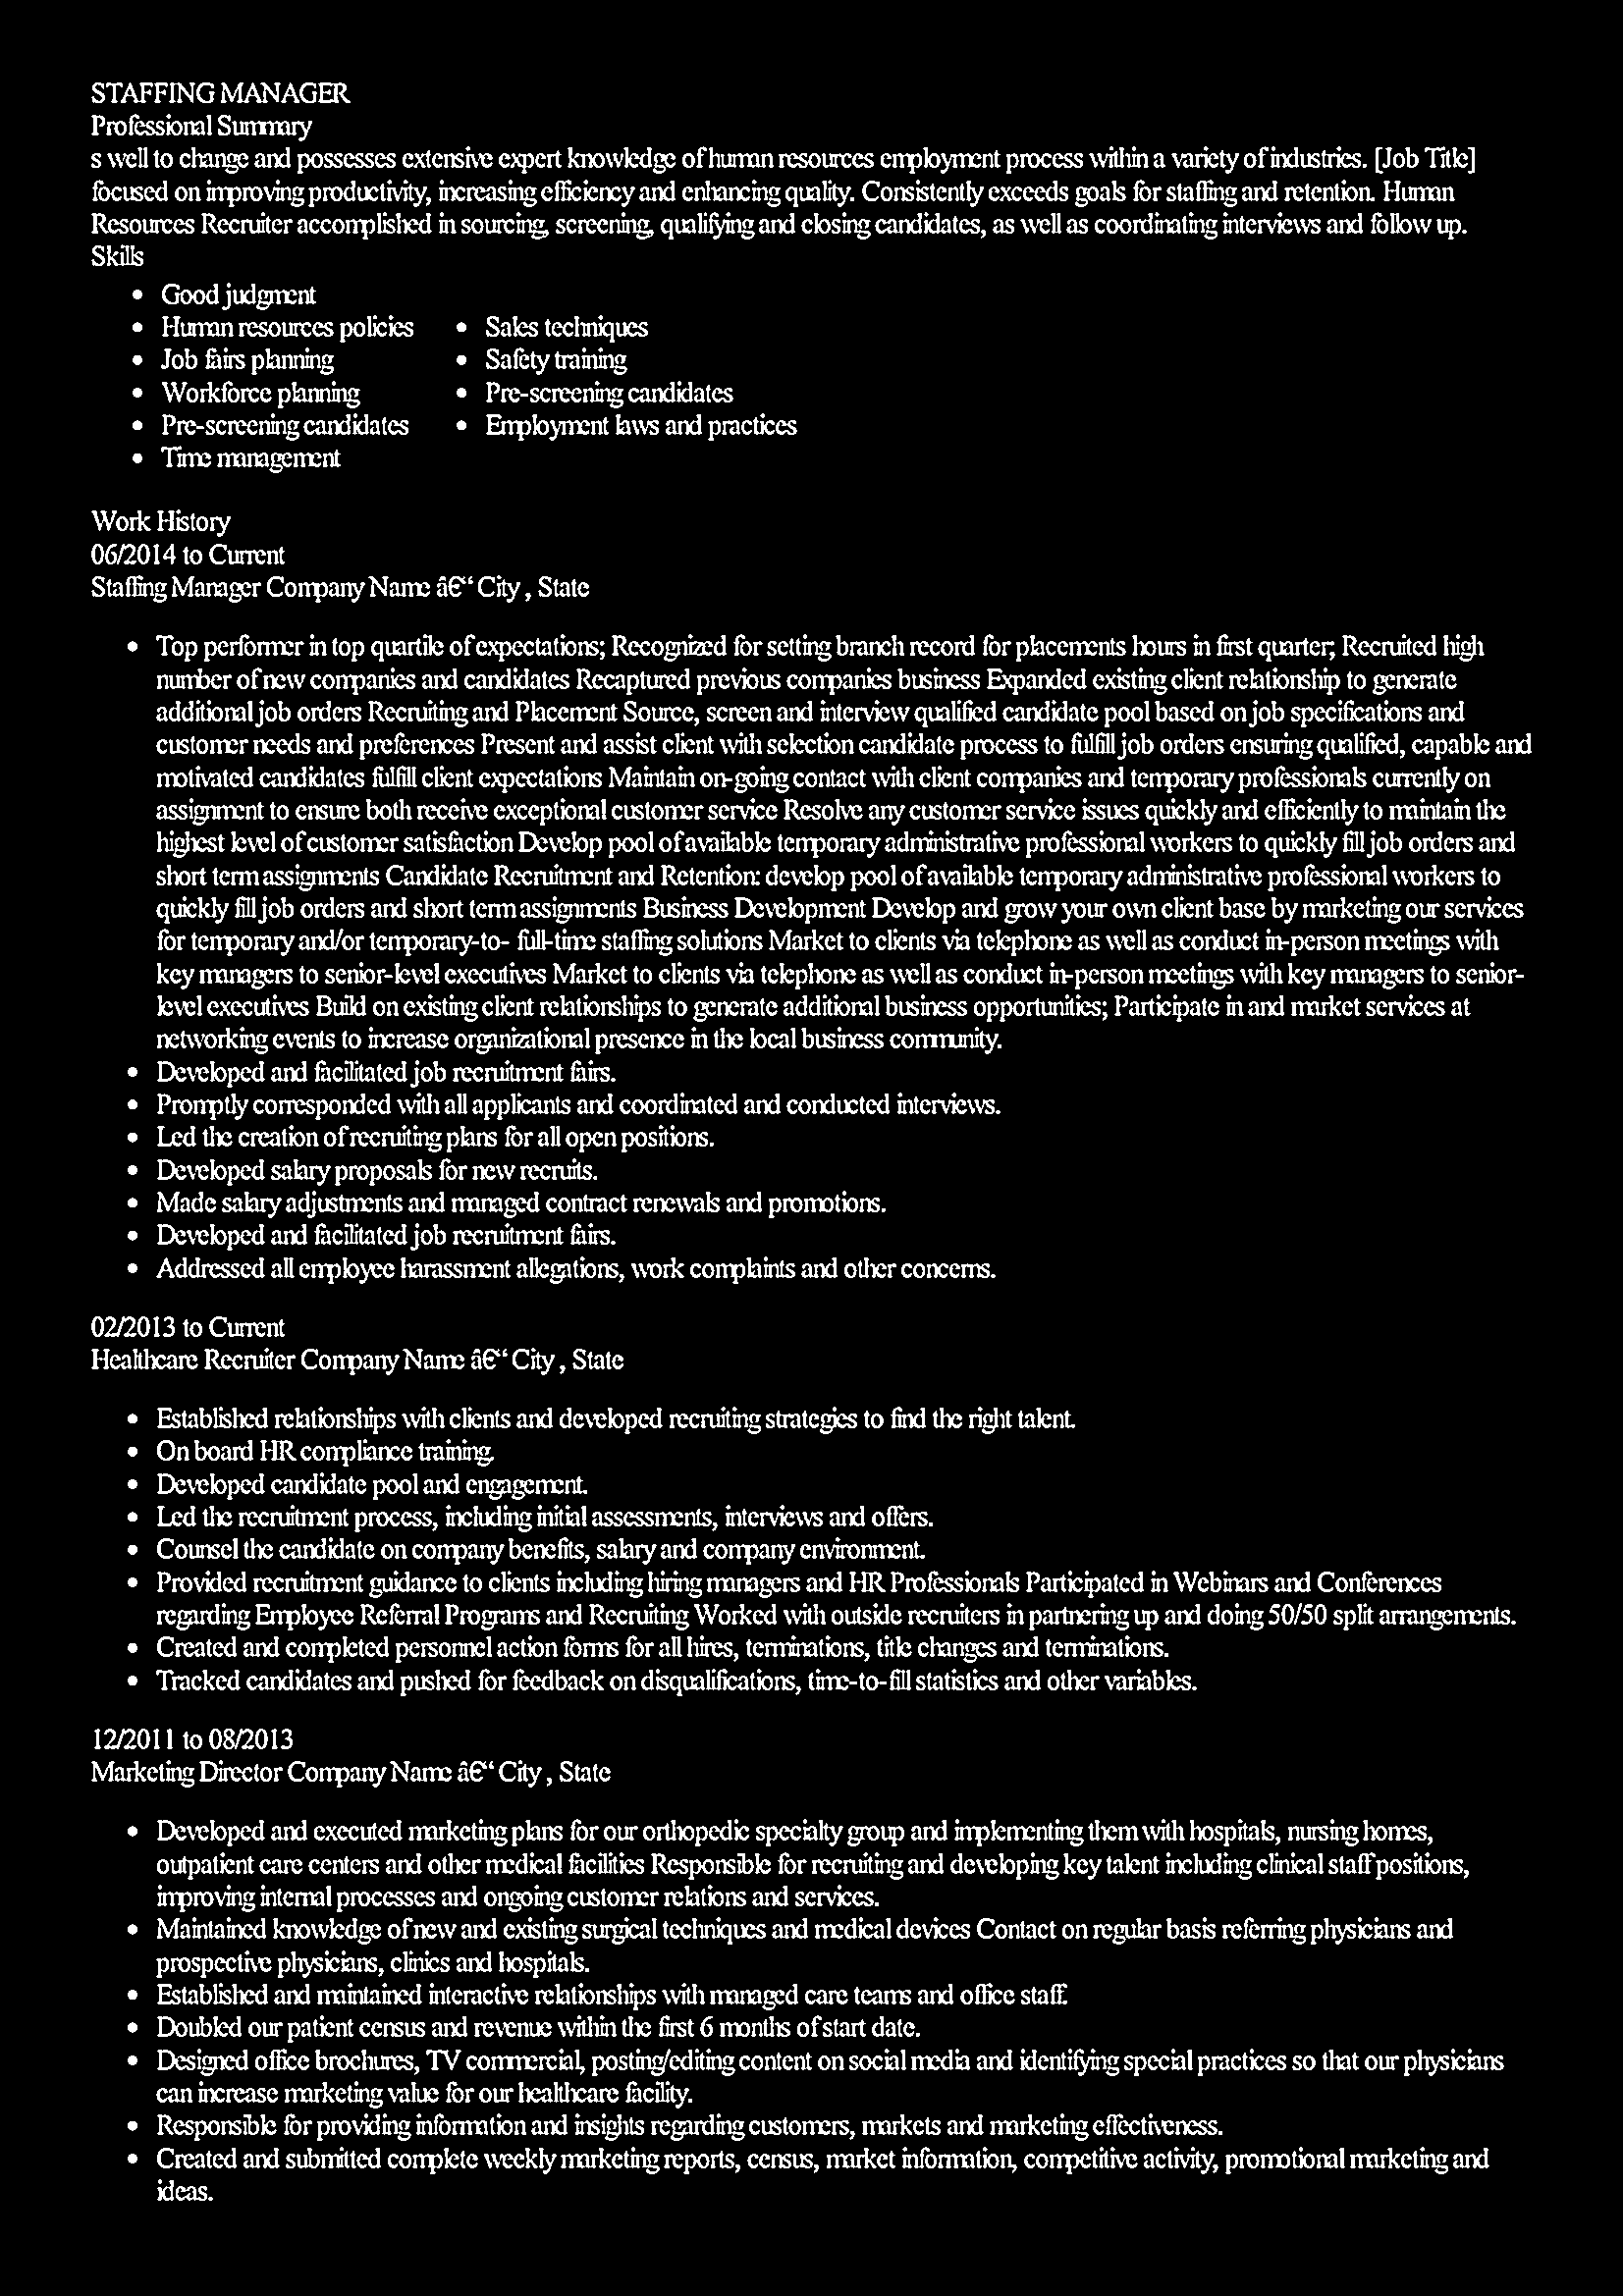 STAFFING MANAGER
Professional Summary
s well to change and possesses extensive expert knowledge of human resources employment process within a variety of industries. [Job Title]
focused on improving productivity, increasing efficiency and enhancing quality. Consistently exceeds goals for staffing and retention. Human
Resources Recruiter accomplished in sourcing, screening, qualifying and closing candidates, as well as coordinating interviews and follow up.
Skills
• Good judgment
• Human resources policies
• Job fairs planning
• Workforce planning
• Pre-screening candidates
• Time management
• Sales techniques
• Safety training
• Pre-screening candidates
• Employment laws and practices
Work History
06/2014 to Current
Staffing Manager Company Name â€“ City , State
• Top performer in top quartile of expectations; Recognized for setting branch record for placements hours in first quarter; Recruited high
number of new companies and candidates Recaptured previous companies business Expanded existing client relationship to generate
additional job orders Recruiting and Placement Source, screen and interview qualified candidate pool based on job specifications and
customer needs and preferences Present and assist client with selection candidate process to fulfill job orders ensuring qualified, capable and
motivated candidates fulfill client expectations Maintain on-going contact with client companies and temporary professionals currently on
assignment to ensure both receive exceptional customer service Resolve any customer service issues quickly and efficiently to maintain the
highest level of customer satisfaction Develop pool of available temporary administrative professional workers to quickly fill job orders and
short term assignments Candidate Recruitment and Retention: develop pool of available temporary administrative professional workers to
quickly fill job orders and short term assignments Business Development Develop and grow your own client base by marketing our services
for temporary and/or temporary-to- full-time staffing solutions Market to clients via telephone as well as conduct in-person meetings with
key managers to senior-level executives Market to clients via telephone as well as conduct in-person meetings with key managers to senior-
level executives Build on existing client relationships to generate additional business opportunities; Participate in and market services at
networking events to increase organizational presence in the local business community.
• Developed and facilitated job recruitment fairs.
• Promptly corresponded with all applicants and coordinated and conducted interviews.
• Led the creation of recruiting plans for all open positions.
• Developed salary proposals for new recruits.
• Made salary adjustments and managed contract renewals and promotions.
• Developed and facilitated job recruitment fairs.
• Addressed all employee harassment allegations, work complaints and other concerns.
02/2013 to Current
Healthcare Recruiter Company Name â€“ City , State
• Established relationships with clients and developed recruiting strategies to find the right talent.
• On board HR compliance training.
• Developed candidate pool and engagement.
• Led the recruitment process, including initial assessments, interviews and offers.
• Counsel the candidate on company benefits, salary and company environment.
• Provided recruitment guidance to clients including hiring managers and HR Professionals Participated in Webinars and Conferences
regarding Employee Referral Programs and Recruiting Worked with outside recruiters in partnering up and doing 50/50 split arrangements.
• Created and completed personnel action forms for all hires, terminations, title changes and terminations.
• Tracked candidates and pushed for feedback on disqualifications, time-to-fill statistics and other variables.
12/2011 to 08/2013
Marketing Director Company Name â€“ City , State
• Developed and executed marketing plans for our orthopedic specialty group and implementing them with hospitals, nursing homes,
outpatient care centers and other medical facilities Responsible for recruiting and developing key talent including clinical staff positions,
improving internal processes and ongoing customer relations and services.
• Maintained knowledge of new and existing surgical techniques and medical devices Contact on regular basis referring physicians and
prospective physicians, clinics and hospitals.
• Established and maintained interactive relationships with managed care teams and office staff.
• Doubled our patient census and revenue within the first 6 months of start date.
• Designed office brochures, TV commercial, posting/editing content on social media and identifying special practices so that our physicians
can increase marketing value for our healthcare facility.
• Responsible for providing information and insights regarding customers, markets and marketing effectiveness.
• Created and submitted complete weekly marketing reports, census, market information, competitive activity, promotional marketing and
ideas.